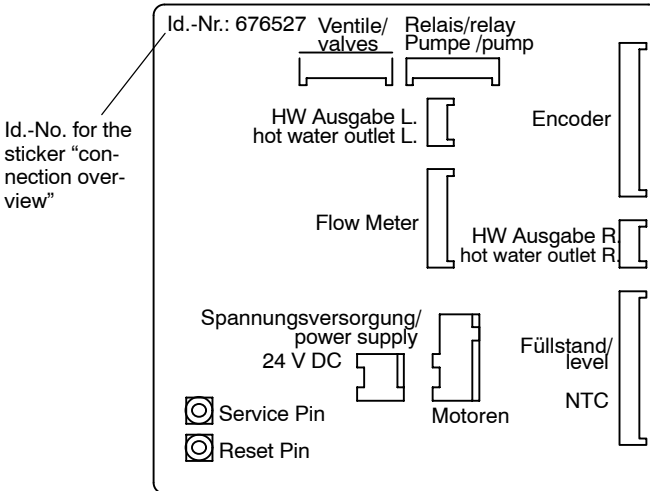 Id.-Nr.: 676527
Ventile/
valves
Relais/relay
Pumpe /pump
Id.-No. for the
sticker “con-
nection over-
view”
HW Ausgabe L.
hot water outlet L.
Encoder
Flow Meter
HW Ausgabe R.
hot water outlet R.
Spannungsversorgung/
power supply
24 V DC
Motoren
Füllstand/
level
NTC
Service Pin
Reset Pin